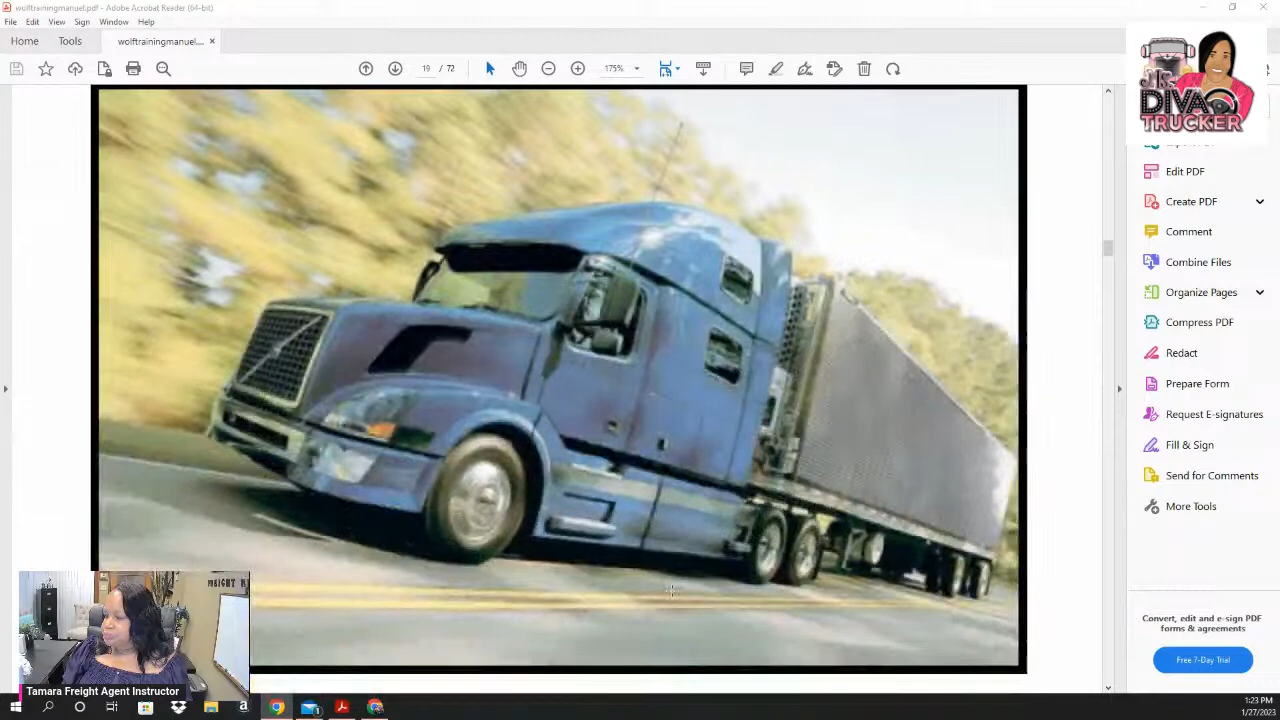 wolftrainingmanuel.pdf - Adobe Acrobat Reader (64-bit)
File Edit View Sign Window Help
Home Tools wolftrainingmanuel.... ×
19 / 75 175%
MS.
DIVA
TRUCKER
Edit PDF
Create PDF
Comment
Combine Files
Organize Pages
Compress PDF
Redact
Prepare Form
Request E-signatures
Fill & Sign
Send for Comments
More Tools
Convert, edit and e-sign PDF
forms & agreements
Free 7-Day Trial
Tamara Freight Agent Instructor
1:23 PM
1/27/2023